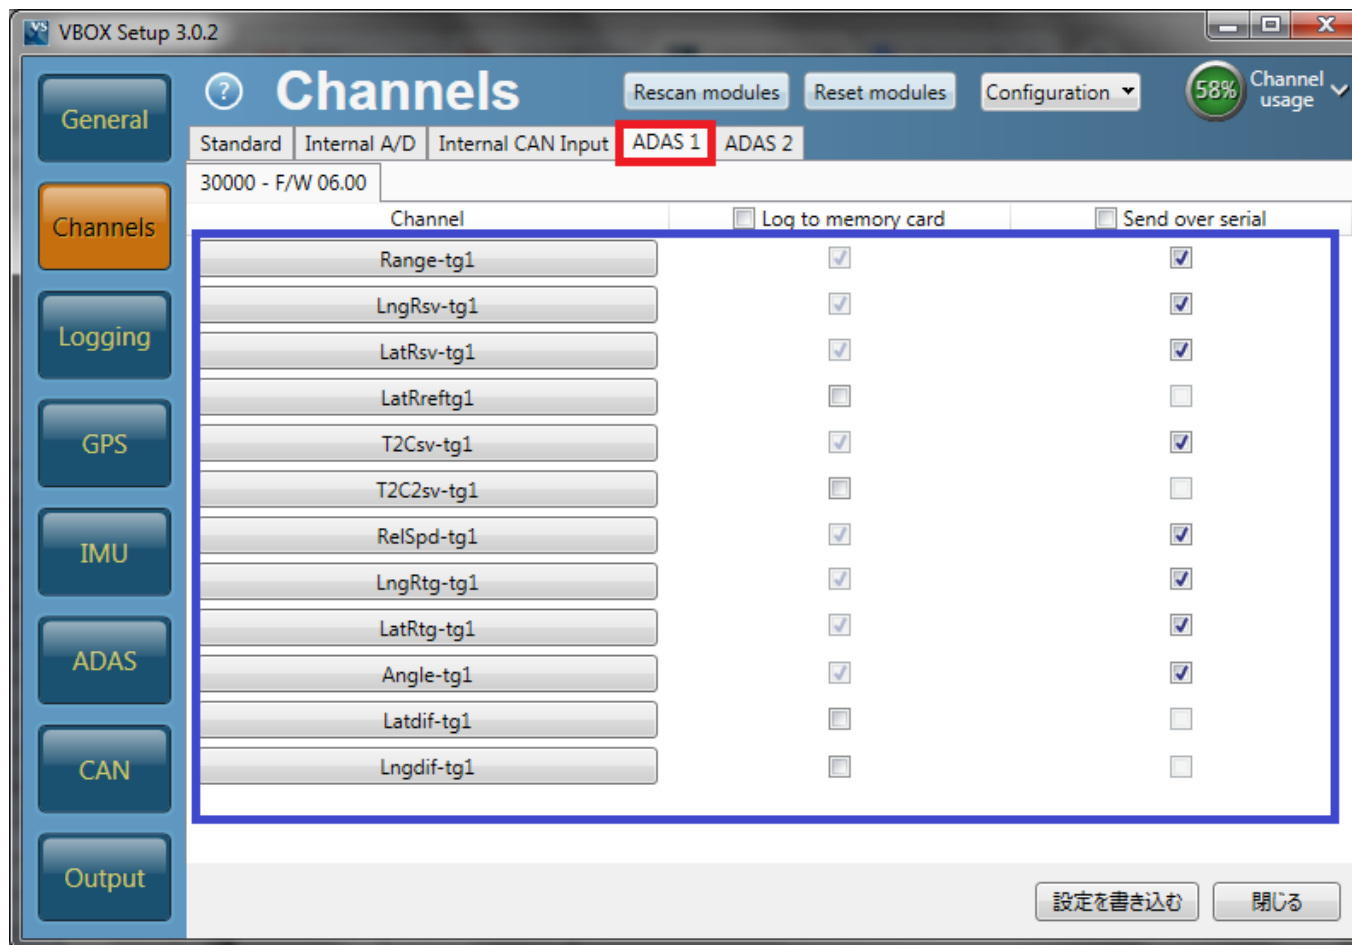 VBOX Setup 3.0.2
General
Channels
Logging
GPS
IMU
ADAS
CAN
Output
? Channels Rescan modules Reset modules Configuration 58% Channel usage
Standard Internal A/D Internal CAN Input ADAS 1 ADAS 2
30000 - F/W 06.00
Channel Log to memory card Send over serial
Range-tg1
LngRsv-tg1
LatRsv-tg1
LatRreftg1
T2Csv-tg1
T2C2sv-tg1
RelSpd-tg1
LngRtg-tg1
LatRtg-tg1
Angle-tg1
Latdif-tg1
Lngdif-tg1
設定を書き込む 閉じる